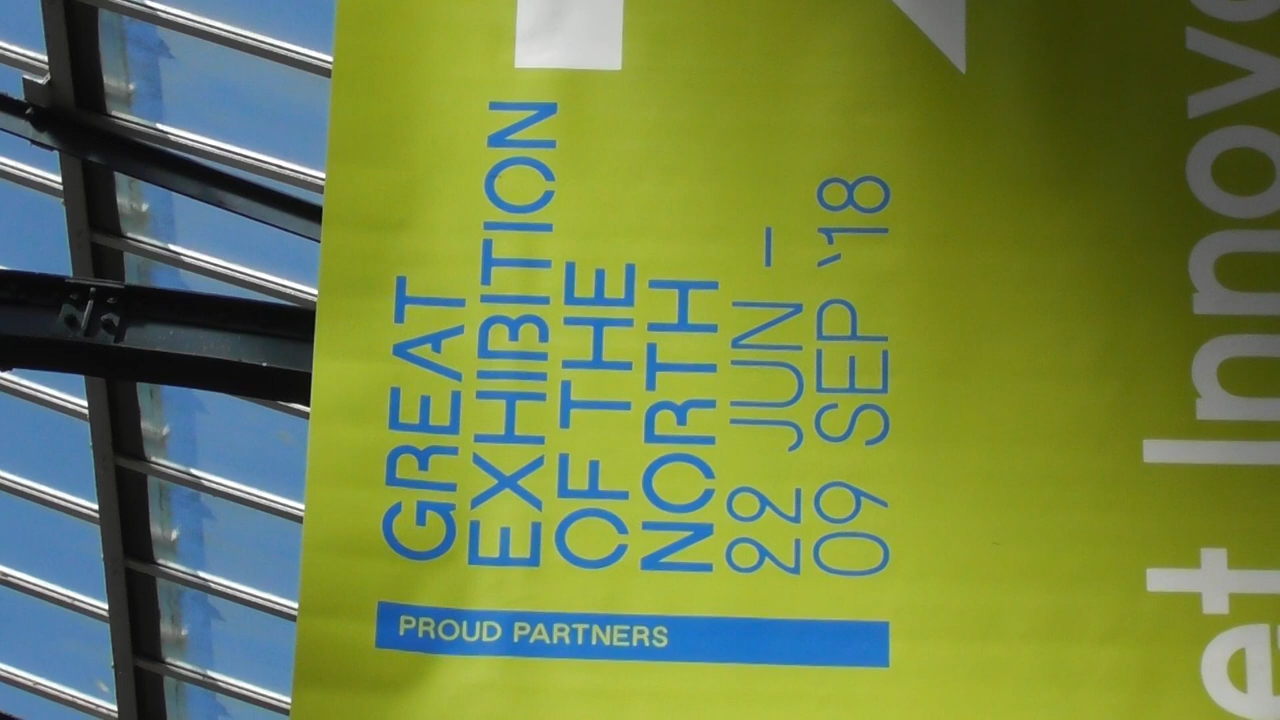 GREAT
EXHIBITION
OF THE
NORTH
22 JUN –
09 SEP '18
PROUD PARTNERS